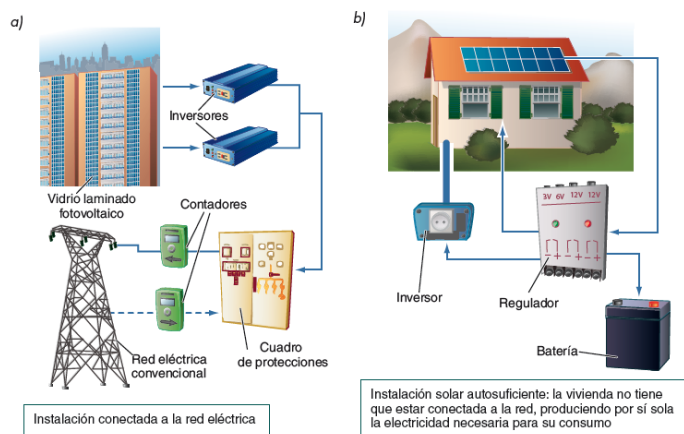 a)
Inversores
Vidrio laminado
fotovoltaico
Contadores
Red eléctrica
convencional
Cuadro
de protecciones
Instalación conectada a la red eléctrica
b)
3V 6V 12V 12V
Inversor
Regulador
Batería
Instalación solar autosuficiente: la vivienda no tiene
que estar conectada a la red, produciendo por sí sola
la electricidad necesaria para su consumo